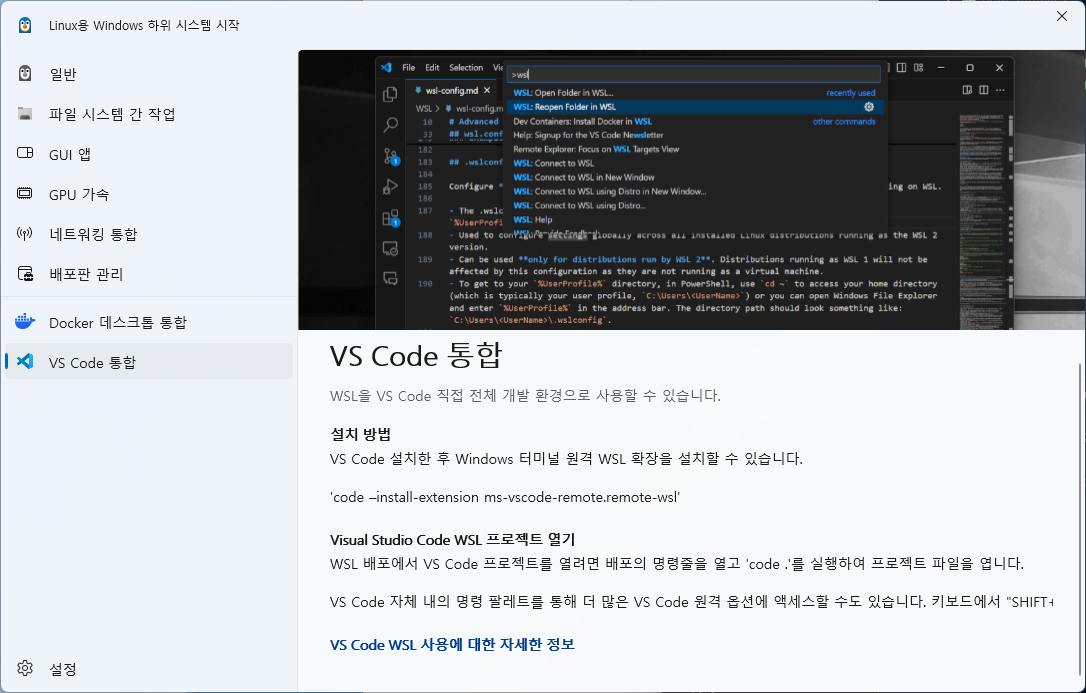 Linux용 Windows 하위 시스템 시작
일반
파일 시스템 간 작업
GUI 앱
GPU 가속
네트워킹 통합
배포판 관리
Docker 데스크톱 통합
VS Code 통합
설정
File Edit Selection
>wsl
wsl-config.md
WSL: Open Folder in WSL... recently used
WSL: Reopen Folder in WSL
Dev Containers: Install Docker in WSL other commands
Help: Signup for the VS Code Newsletter
Remote Explorer: Focus on WSL Targets View
WSL: Connect to WSL
WSL: Connect to WSL in New Window
WSL: Connect to WSL using Distro in New Window...
WSL: Connect to WSL using Distro...
WSL: Help
WSL > wsl-config.md
10 # Advanced
33 ## wsl.conf
182
183 ## .wslconf
184
185 Configure ing on WSL.
186
187 - The .wslc
`%UserProfi
188 - Used to configure settings globally across all installed Linux distributions running as the WSL 2
version.
189 - Can be used **only for distributions run by WSL 2**. Distributions running as WSL 1 will not be
affected by this configuration as they are not running as a virtual machine.
190 - To get to your `%UserProfile%` directory, in PowerShell, use `cd ~` to access your home directory
(which is typically your user profile, `C:\Users\<UserName>`) or you can open Windows File Explorer
and enter `%UserProfile%` in the address bar. The directory path should look something like:
`C:\Users\<UserName>\.wslconfig`.
VS Code 통합
WSL을 VS Code 직접 전체 개발 환경으로 사용할 수 있습니다.
설치 방법
VS Code 설치한 후 Windows 터미널 원격 WSL 확장을 설치할 수 있습니다.
'code –install-extension ms-vscode-remote.remote-wsl'
Visual Studio Code WSL 프로젝트 열기
WSL 배포에서 VS Code 프로젝트를 열려면 배포의 명령줄을 열고 'code .'를 실행하여 프로젝트 파일을 엽니다.
VS Code 자체 내의 명령 팔레트를 통해 더 많은 VS Code 원격 옵션에 액세스할 수도 있습니다. 키보드에서 "SHIFT+
VS Code WSL 사용에 대한 자세한 정보